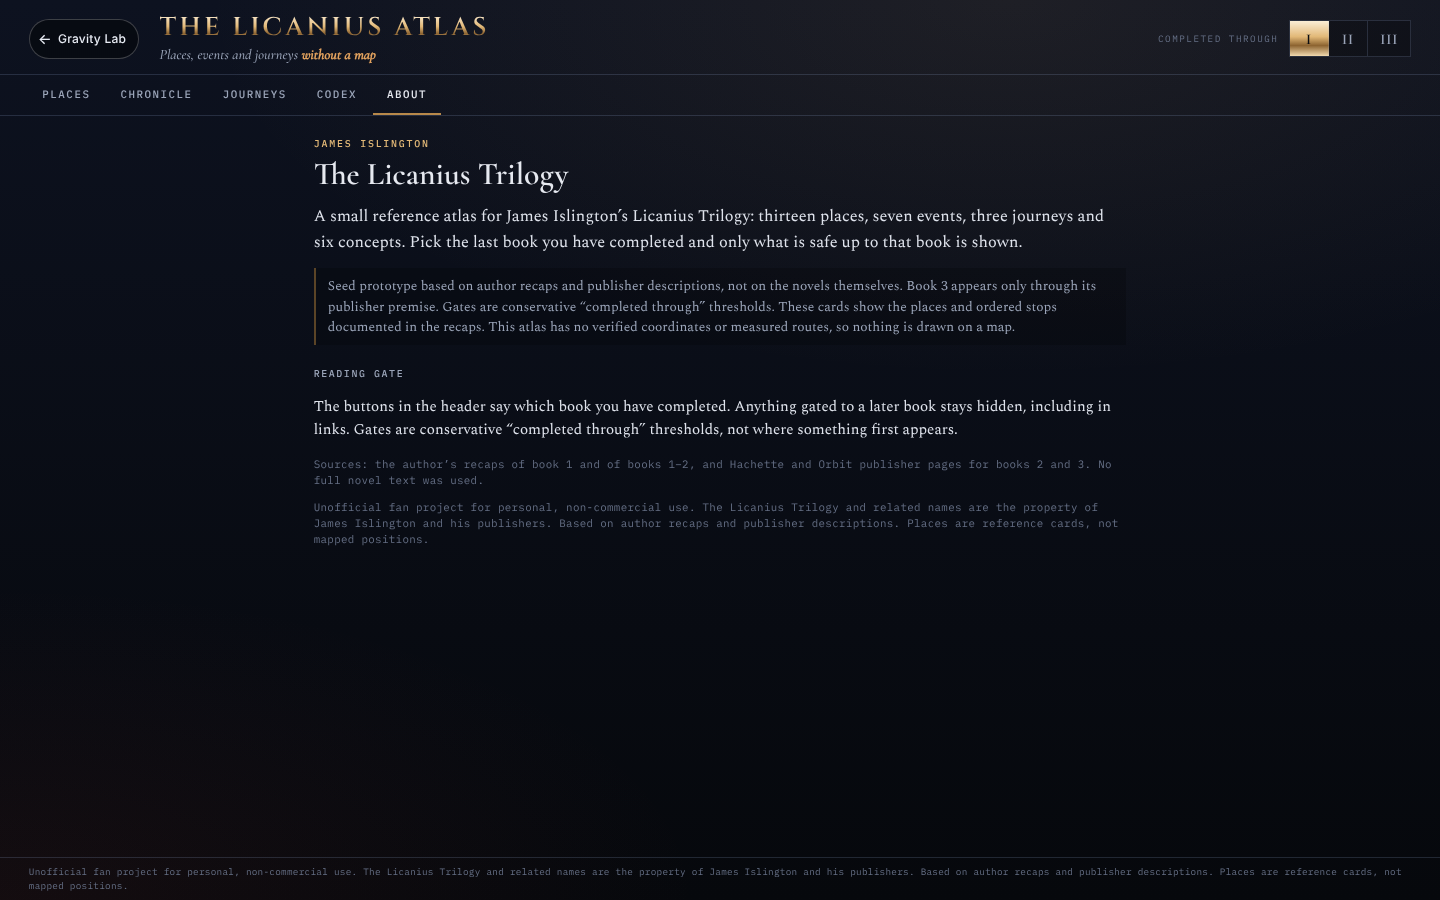 ← Gravity Lab
THE LICANIUS ATLAS
Places, events and journeys without a map
COMPLETED THROUGH
I II III
PLACES CHRONICLE JOURNEYS CODEX ABOUT
JAMES ISLINGTON
The Licanius Trilogy
A small reference atlas for James Islington’s Licanius Trilogy: thirteen places, seven events, three journeys and
six concepts. Pick the last book you have completed and only what is safe up to that book is shown.
Seed prototype based on author recaps and publisher descriptions, not on the novels themselves. Book 3 appears only through its
publisher premise. Gates are conservative “completed through” thresholds. These cards show the places and ordered stops
documented in the recaps. This atlas has no verified coordinates or measured routes, so nothing is drawn on a map.
READING GATE
The buttons in the header say which book you have completed. Anything gated to a later book stays hidden, including in
links. Gates are conservative “completed through” thresholds, not where something first appears.
Sources: the author’s recaps of book 1 and of books 1–2, and Hachette and Orbit publisher pages for books 2 and 3. No
full novel text was used.
Unofficial fan project for personal, non-commercial use. The Licanius Trilogy and related names are the property of
James Islington and his publishers. Based on author recaps and publisher descriptions. Places are reference cards, not
mapped positions.
Unofficial fan project for personal, non-commercial use. The Licanius Trilogy and related names are the property of James Islington and his publishers. Based on author recaps and publisher descriptions. Places are reference cards, not
mapped positions.